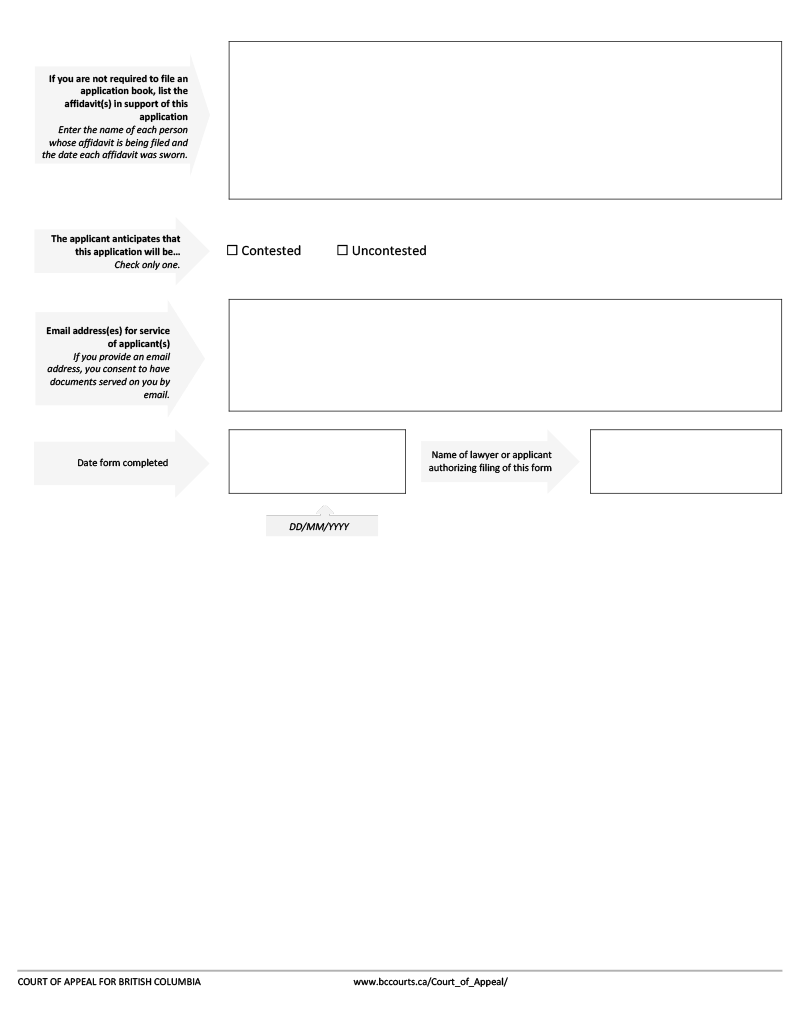 If you are not required to file an
application book, list the
affidavit(s) in support of this
application
Enter the name of each person
whose affidavit is being filed and
the date each affidavit was sworn.
The applicant anticipates that
this application will be…
Check only one.
☐ Contested ☐ Uncontested
Email address(es) for service
of applicant(s)
If you provide an email
address, you consent to have
documents served on you by
email.
Date form completed
Name of lawyer or applicant
authorizing filing of this form
DD/MM/YYYY
COURT OF APPEAL FOR BRITISH COLUMBIA www.bccourts.ca/Court_of_Appeal/